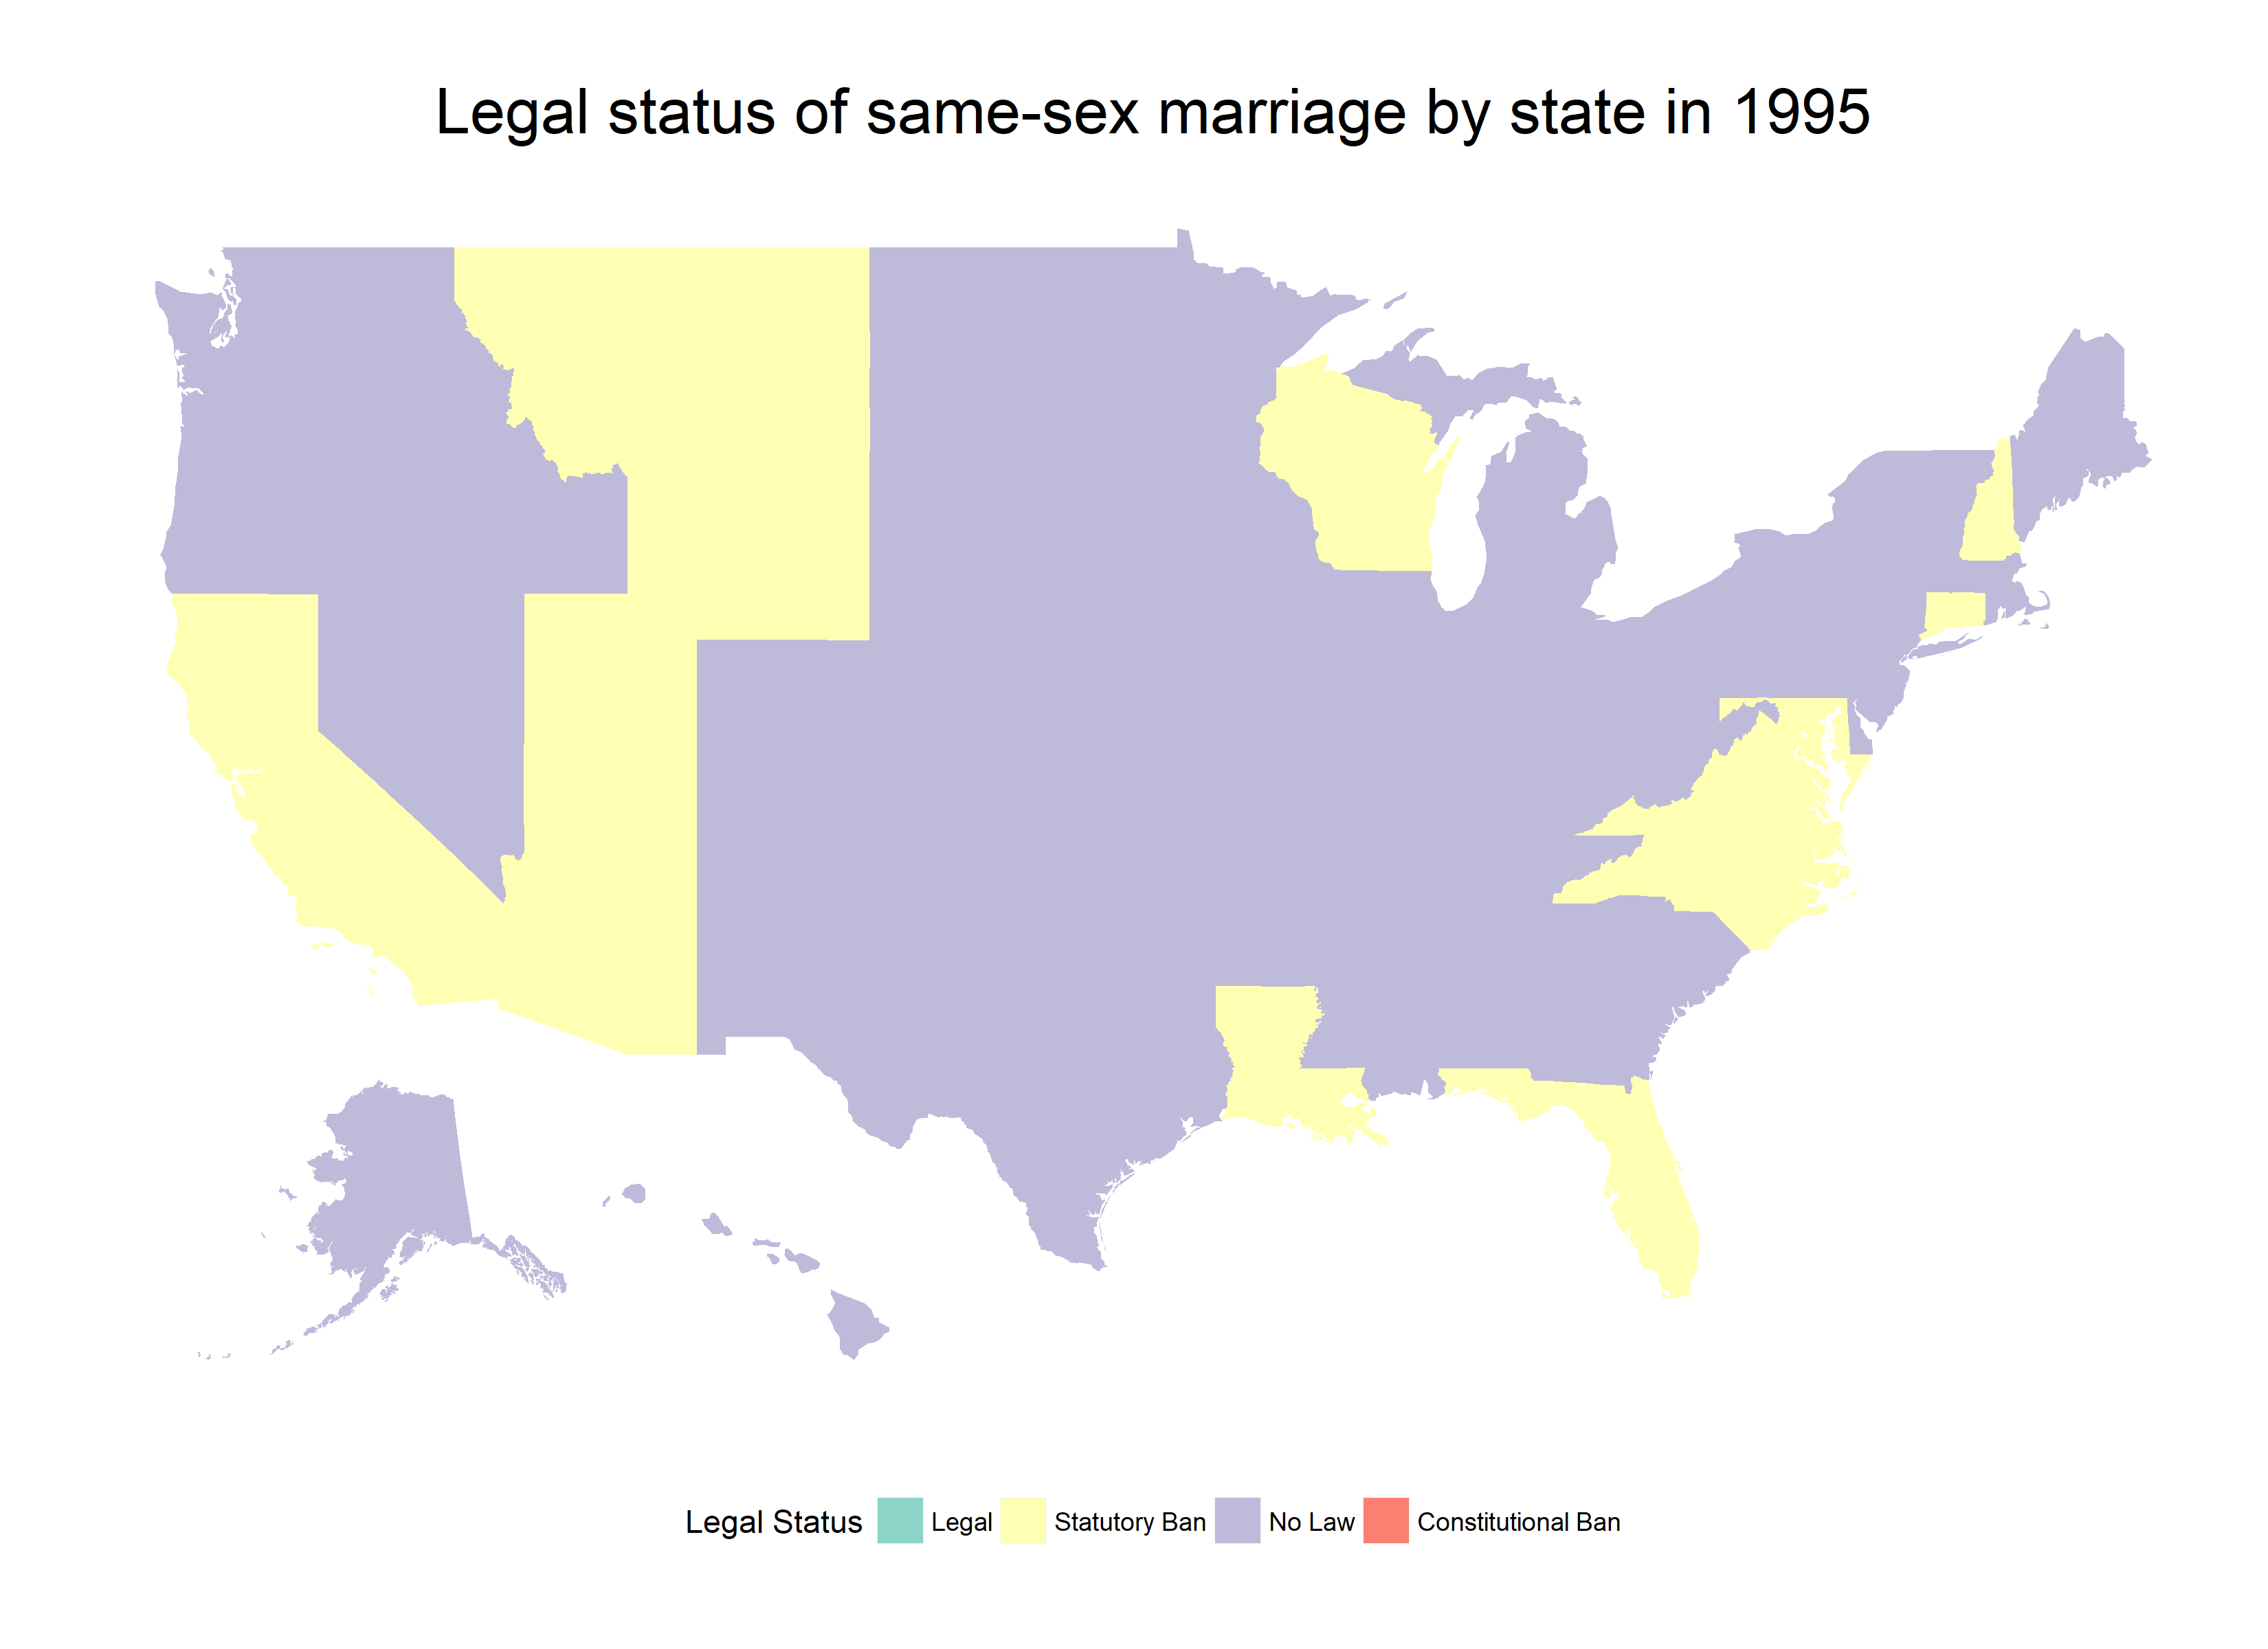 Legal status of same-sex marriage by state in 1995
Legal Status Legal Statutory Ban No Law Constitutional Ban